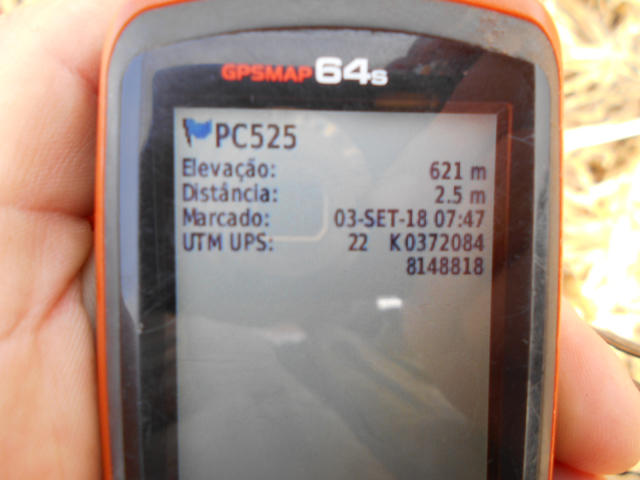 GPSMAP 64s
PC525
Elevação: 621 m
Distância: 2.5 m
Marcado: 03-SET-18 07:47
UTM UPS: 22 K 0372084
8148818